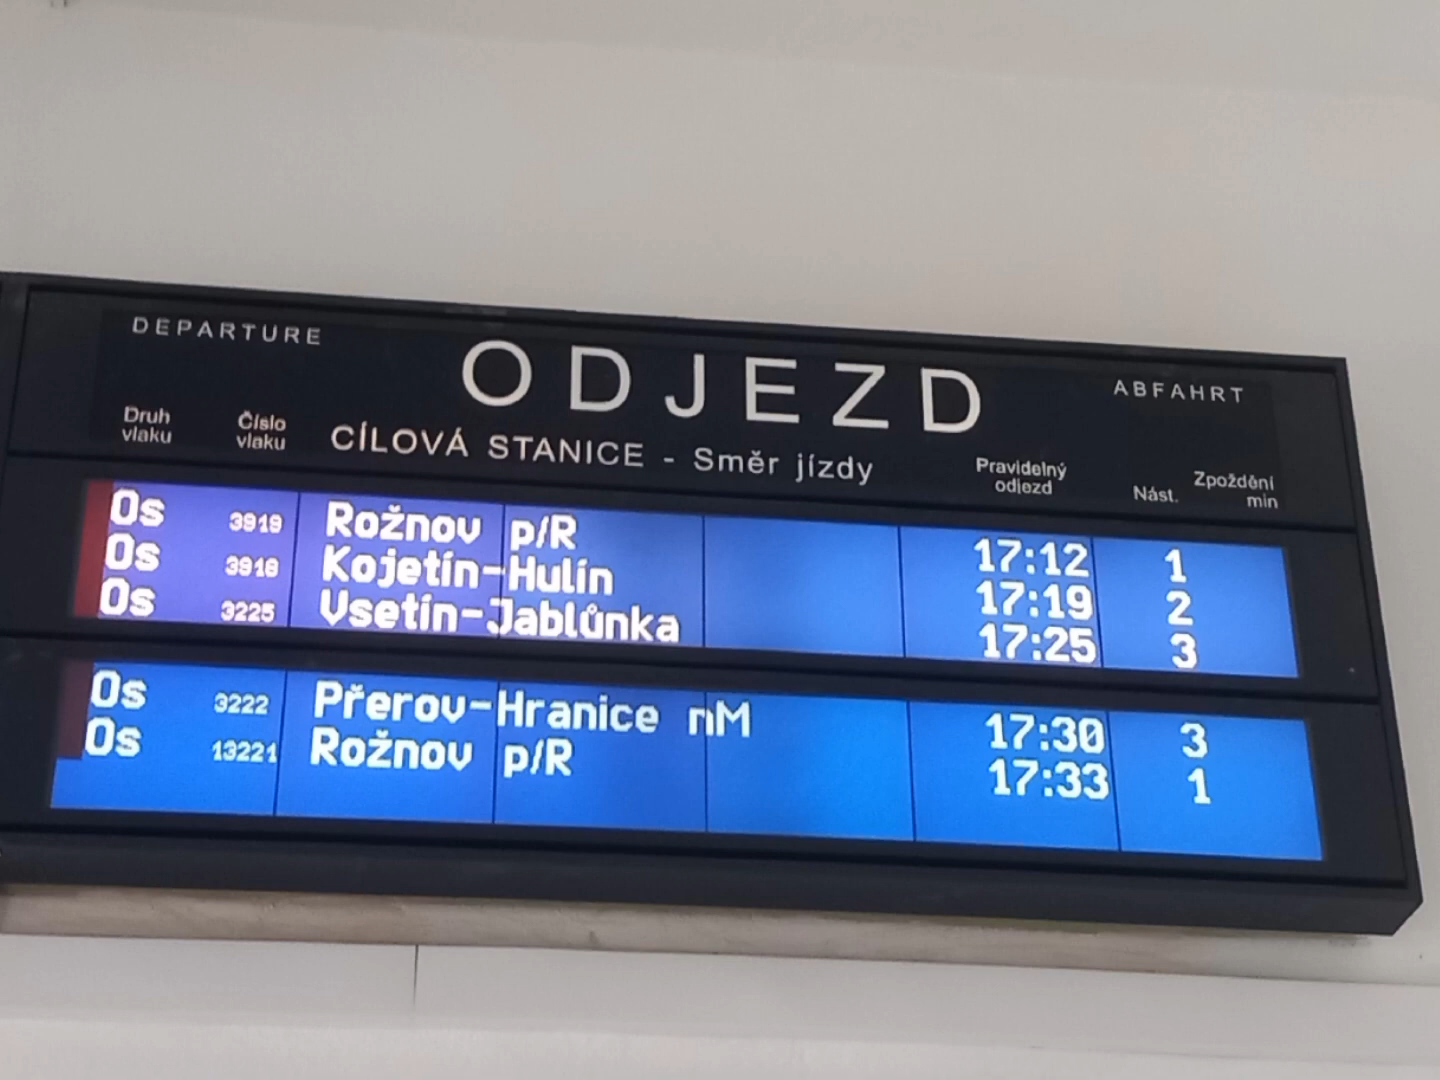 DEPARTURE
ODJEZD
ABFAHRT
Druh vlaku
Číslo vlaku
CÍLOVÁ STANICE - Směr jízdy
Pravidelný odjezd
Nást.
Zpoždění min
Os 3919 Rožnov p/R 17:12 1
Os 3918 Kojetín-Hulín 17:19 2
Os 3225 Vsetín-Jablůnka 17:25 3
Os 3222 Přerov-Hranice nM 17:30 3
Os 13221 Rožnov p/R 17:33 1